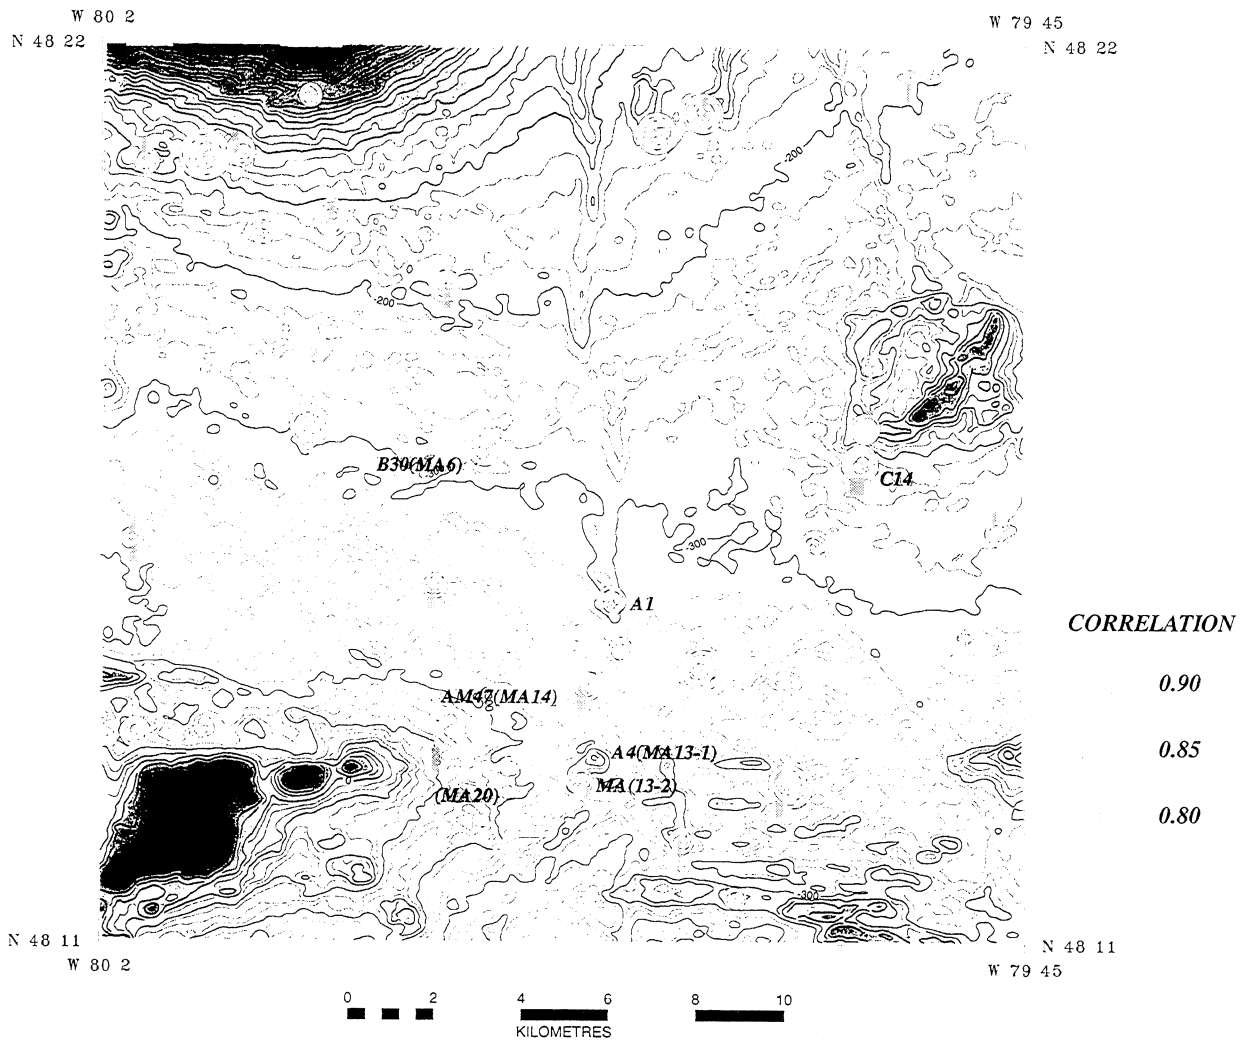 W 80 2
W 79 45
N 48 22
N 48 22
-200
-200
B30(MA6)
C14
-300
A1
CORRELATION
0.90
AM47(MA14)
A4(MA13-1)
0.85
MA(13-2)
(MA20)
0.80
-300
N 48 11
N 48 11
W 80 2
W 79 45
0 2 4 6 8 10
KILOMETRES